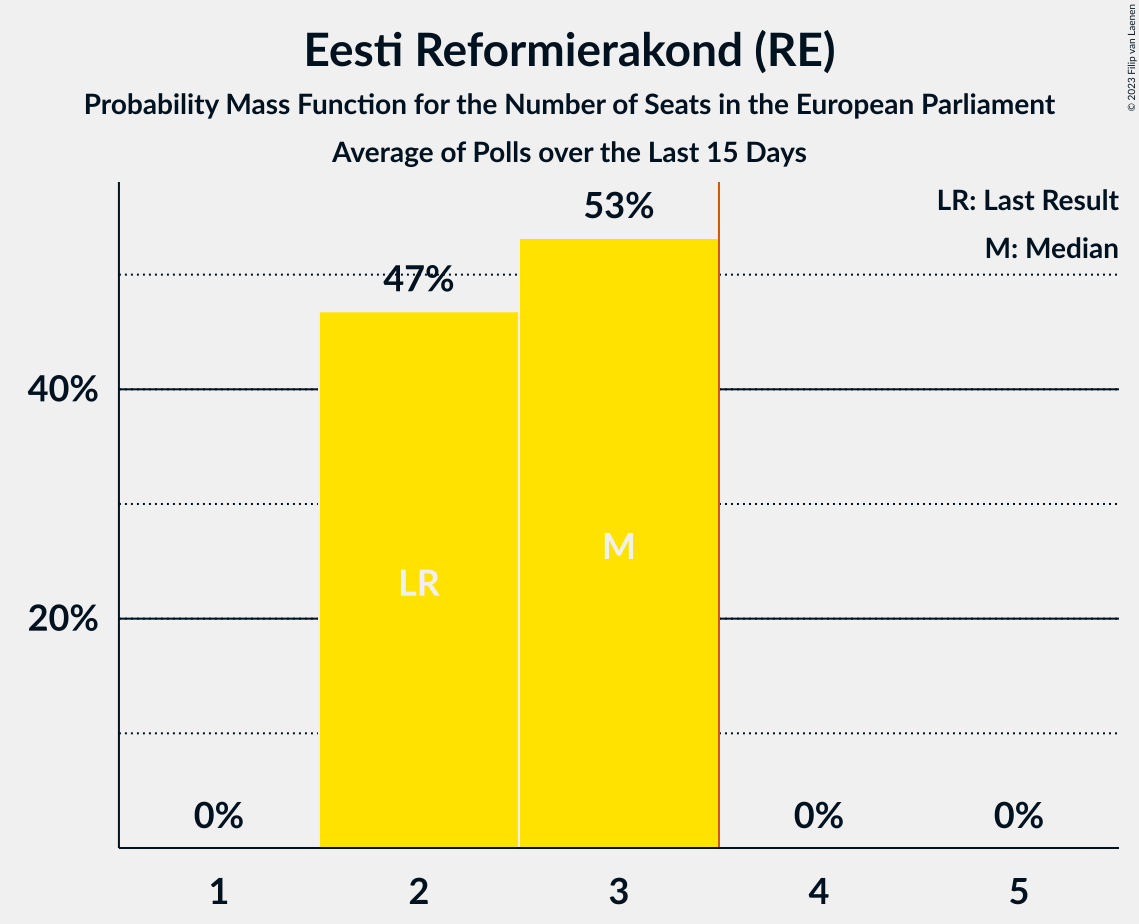 Eesti Reformierakond (RE)
Probability Mass Function for the Number of Seats in the European Parliament
Average of Polls over the Last 15 Days
© 2023 Filip van Laenen
LR: Last Result
M: Median
53%
47%
40%
20%
M
LR
0%
0%
0%
1
2
3
4
5